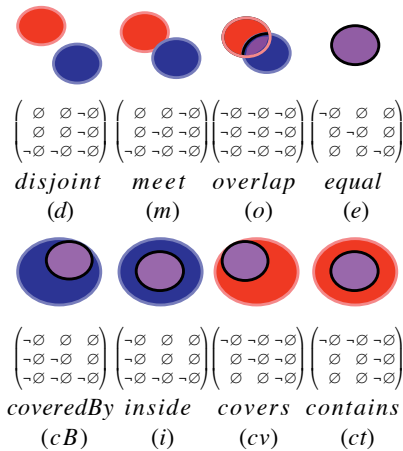 ∅ ∅ ¬∅ ∅ ∅ ¬∅ ¬∅ ¬∅ ¬∅ ¬∅ ∅ ∅
∅ ∅ ¬∅ ∅ ¬∅ ¬∅ ¬∅ ¬∅ ¬∅ ∅ ¬∅ ∅
¬∅ ¬∅ ¬∅ ¬∅ ¬∅ ¬∅ ¬∅ ¬∅ ¬∅ ∅ ∅ ¬∅
disjoint meet overlap equal
(d) (m) (o) (e)
¬∅ ∅ ∅ ¬∅ ∅ ∅ ¬∅ ¬∅ ¬∅ ¬∅ ¬∅ ¬∅
¬∅ ¬∅ ∅ ¬∅ ∅ ∅ ∅ ¬∅ ¬∅ ∅ ∅ ¬∅
¬∅ ¬∅ ¬∅ ¬∅ ¬∅ ¬∅ ∅ ∅ ¬∅ ∅ ∅ ¬∅
coveredBy inside covers contains
(cB) (i) (cv) (ct)